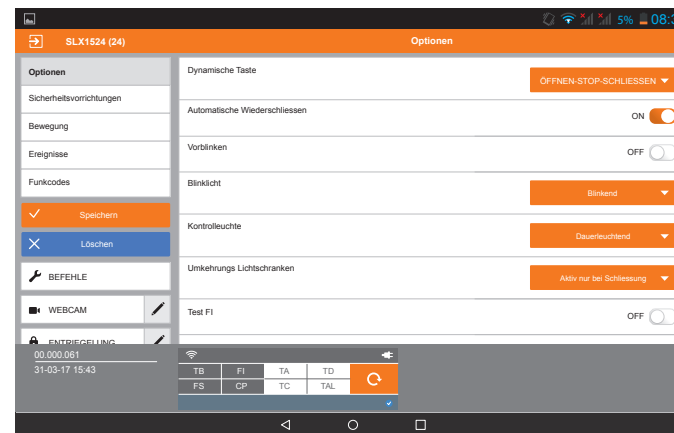 5% 08:3
SLX1524 (24) Optionen
Optionen
Sicherheitsvorrichtungen
Bewegung
Ereignisse
Funkcodes
Speichern
Löschen
BEFEHLE
WEBCAM
ENTRIEGELUNG
Dynamische Taste ÖFFNEN-STOP-SCHLIESSEN
Automatische Wiederschliessen ON
Vorblinken OFF
Blinklicht Blinkend
Kontrolleuchte Dauerleuchtend
Umkehrungs Lichtschranken Aktiv nur bei Schliessung
Test FI OFF
00.000.061
31-03-17 15:43
TB FI TA TD
FS CP TC TAL